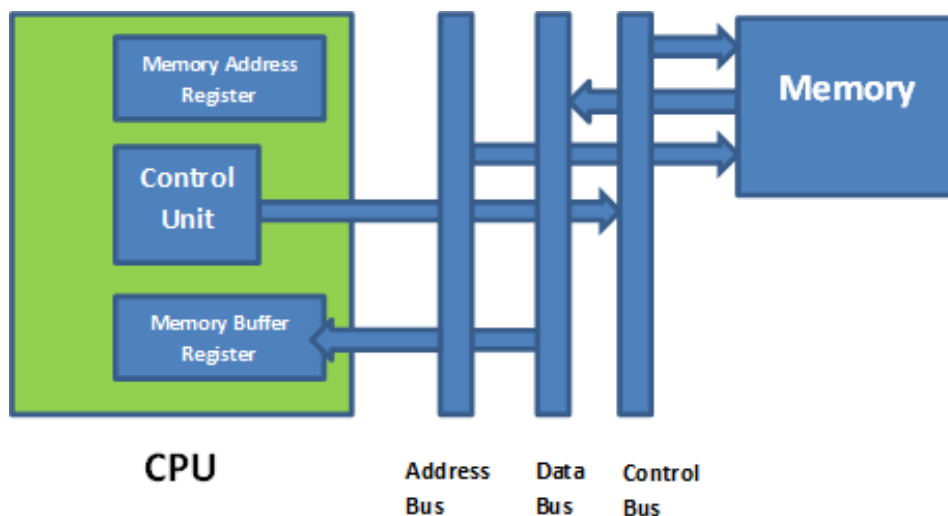 Memory Address
Register
Memory
Control
Unit
Memory Buffer
Register
CPU
Address
Bus
Data
Bus
Control
Bus